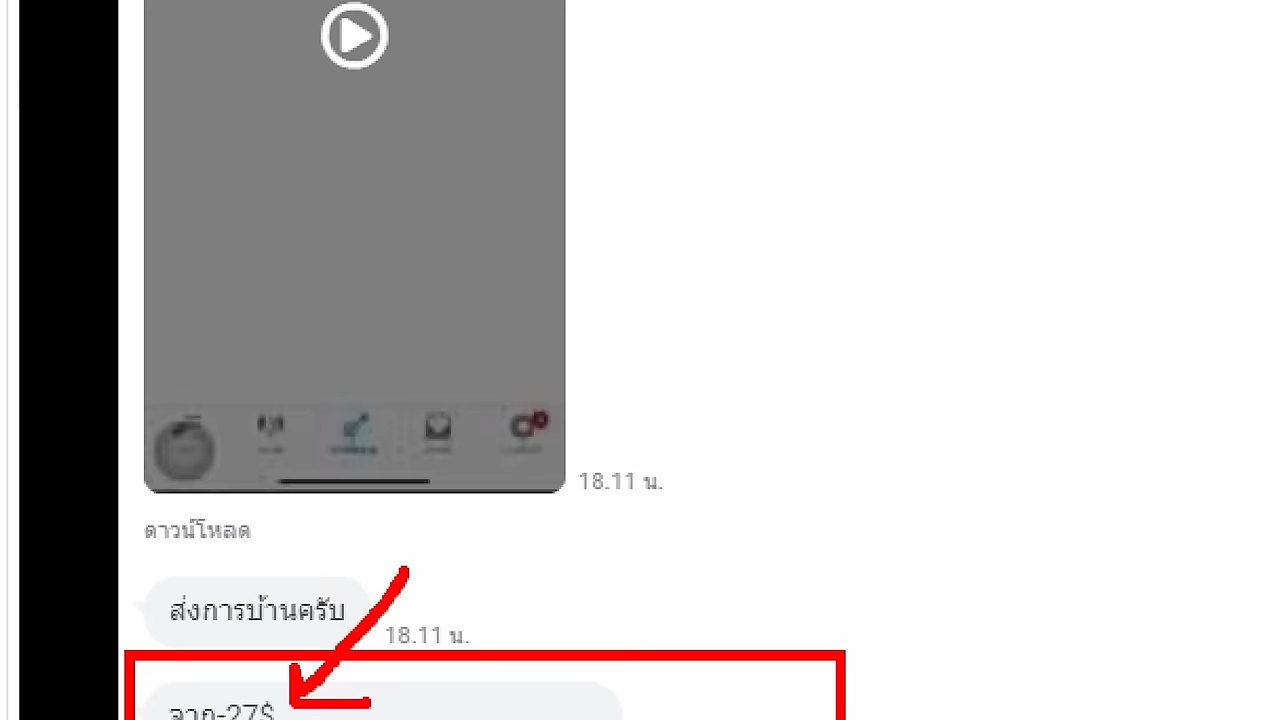 18.11 น.
ดาวน์โหลด
ส่งการบ้านครับ
18.11 น.
จาก-27$